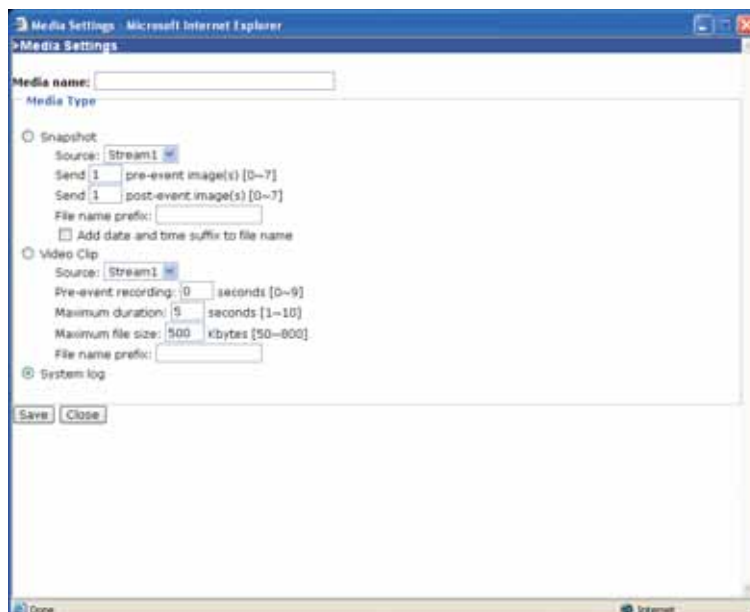 Media Settings - Microsoft Internet Explorer
>Media Settings
Media name:
Media Type
Snapshot
Source: Stream1
Send 1 pre-event image(s) [0~7]
Send 1 post-event image(s) [0~7]
File name prefix:
Add date and time suffix to file name
Video Clip
Source: Stream1
Pre-event recording: 0 seconds [0~9]
Maximum duration: 5 seconds [1~10]
Maximum file size: 500 Kbytes [50~800]
File name prefix:
System log
Save Close
Done Internet